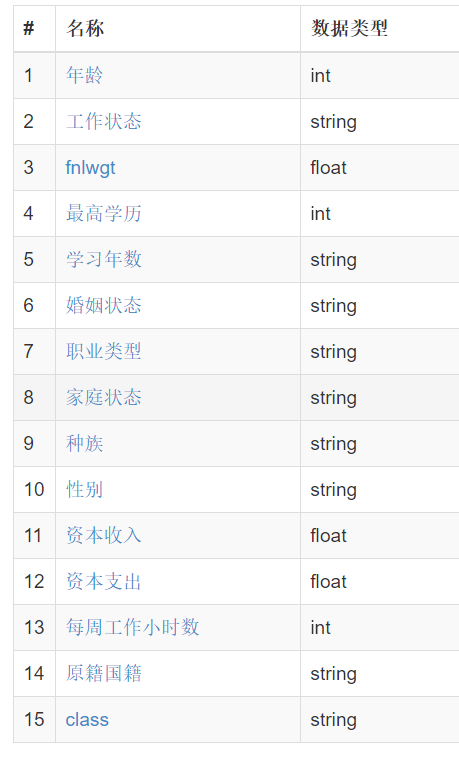 # 名称 数据类型
1 年龄 int
2 工作状态 string
3 fnlwgt float
4 最高学历 int
5 学习年数 string
6 婚姻状态 string
7 职业类型 string
8 家庭状态 string
9 种族 string
10 性别 string
11 资本收入 float
12 资本支出 float
13 每周工作小时数 int
14 原籍国籍 string
15 class string